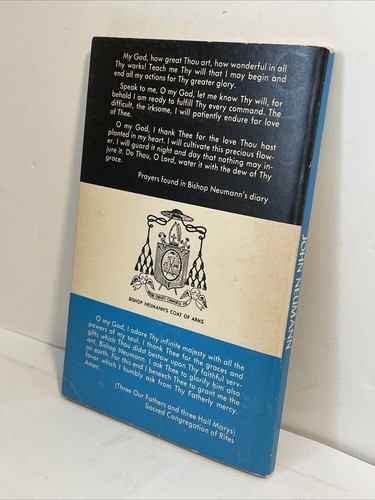 My God, how great Thou art, how wonderful in all
Thy works! Teach me Thy will that I may begin and
end all my actions for Thy greater glory.
Speak to me, O my God, let me know Thy will, for
behold I am ready to fulfill Thy every command. The
difficult, the irksome, I will patiently endure for love
of Thee.
O my God, I thank Thee for the love Thou hast
planted in my heart. I will cultivate this precious flow-
er. I will guard it night and day that nothing may in-
jure it. Do Thou, O Lord, water it with the dew of Thy
grace.
Prayers found in Bishop Neumann's diary
BISHOP NEUMANN'S COAT OF ARMS
O my God, I adore Thy infinite majesty with all the
powers of my soul. I thank Thee for the graces and
gifts which Thou didst bestow upon Thy faithful serv-
ant, Bishop Neumann. I ask Thee to glorify him also
on earth. For this end I beseech Thee to grant me the
favor which I humbly ask from Thy Fatherly mercy.
Amen.
(Three Our Fathers and three Hail Marys)
Sacred Congregation of Rites
JOHN NEUMANN